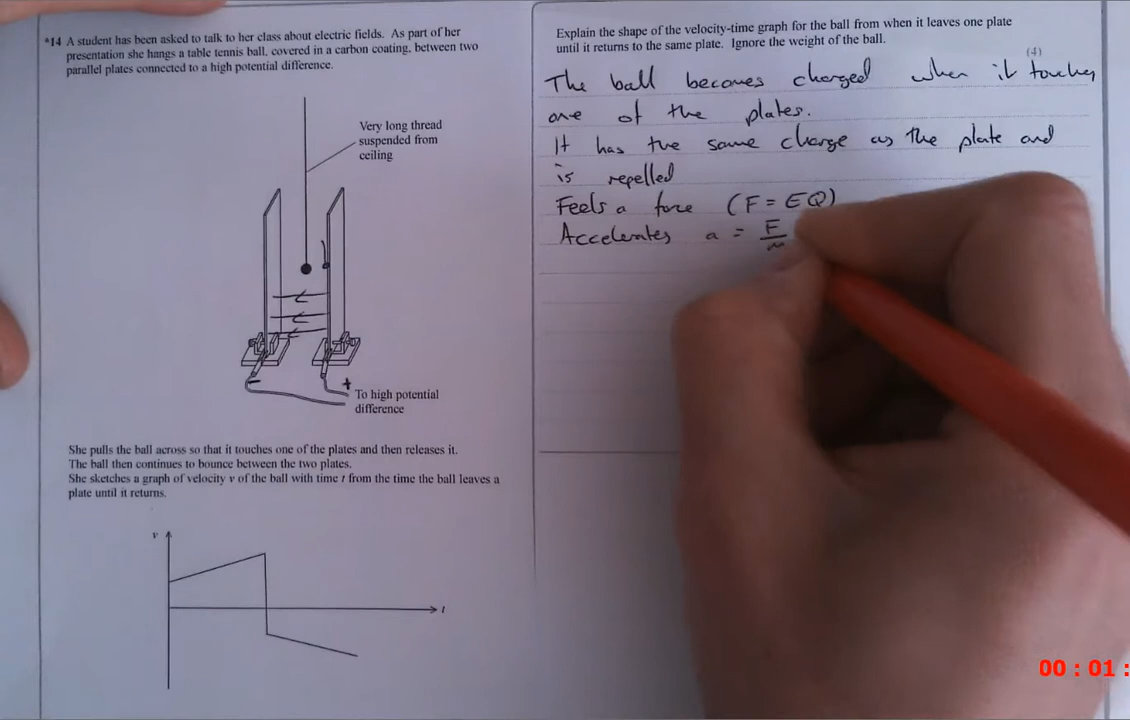 *14 A student has been asked to talk to her class about electric fields. As part of her
presentation she hangs a table tennis ball, covered in a carbon coating, between two
parallel plates connected to a high potential difference.
Very long thread
suspended from
ceiling
+
To high potential
difference
She pulls the ball across so that it touches one of the plates and then releases it.
The ball then continues to bounce between the two plates.
She sketches a graph of velocity v of the ball with time t from the time the ball leaves a
plate until it returns.
v
t
Explain the shape of the velocity-time graph for the ball from when it leaves one plate
until it returns to the same plate. Ignore the weight of the ball.
(4)
The ball becomes charged when it touches
one of the plates.
It has the same charge as the plate and
is repelled
Feels a force (F = EQ)
Accelerates a = F/m
00 : 01 :